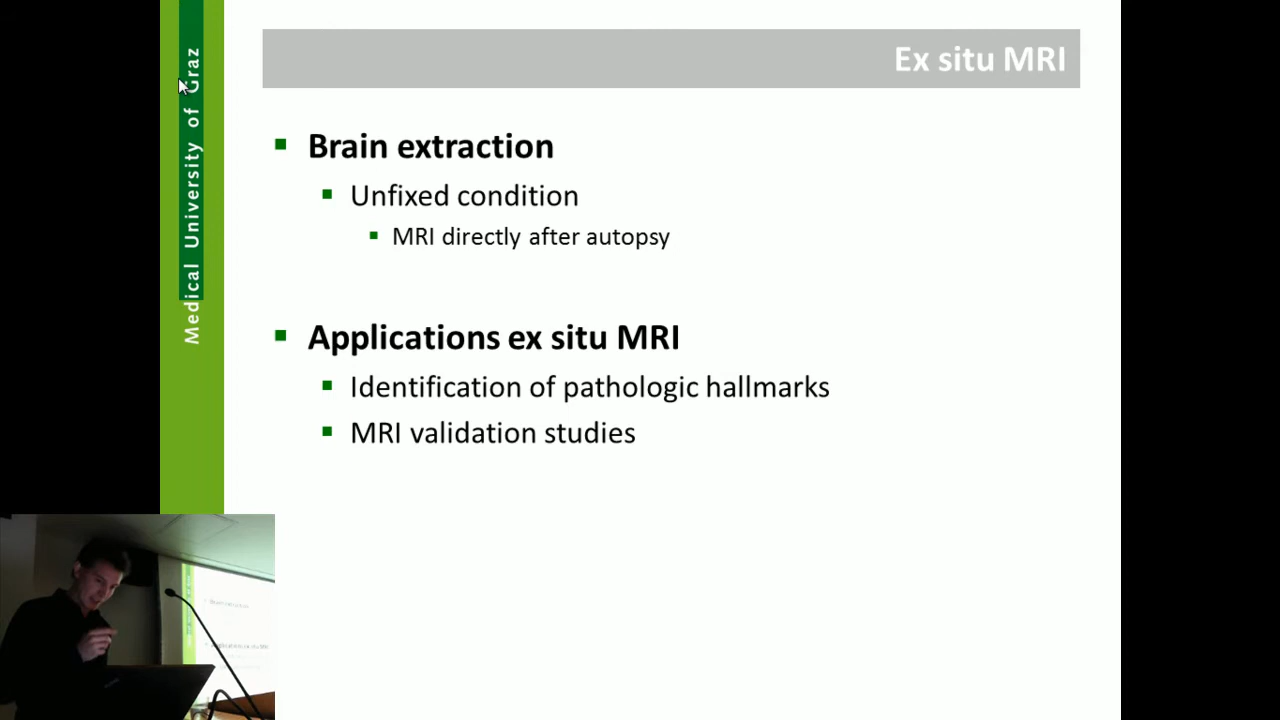 Medical University of Graz
Ex situ MRI
Brain extraction
Unfixed condition
MRI directly after autopsy
Applications ex situ MRI
Identification of pathologic hallmarks
MRI validation studies